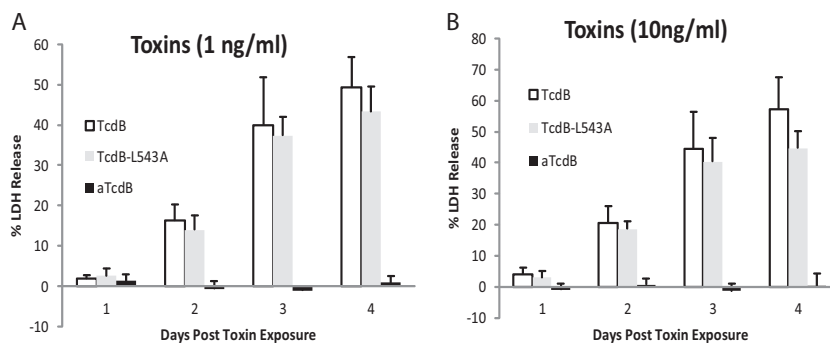 A
Toxins (1 ng/ml)
60
50
40
30
20
10
0
-10
% LDH Release
TcdB
TcdB-L543A
aTcdB
1 2 3 4
Days Post Toxin Exposure
B
Toxins (10ng/ml)
80
70
60
50
40
30
20
10
0
-10
% LDH Release
TcdB
TcdB-L543A
aTcdB
1 2 3 4
Days Post Toxin Exposure